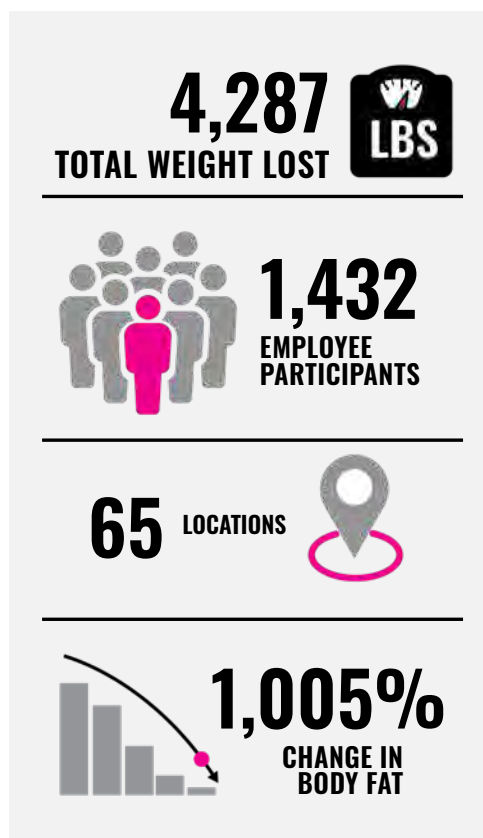 4,287
LBS
TOTAL WEIGHT LOST
1,432
EMPLOYEE
PARTICIPANTS
65 LOCATIONS
1,005%
CHANGE IN
BODY FAT